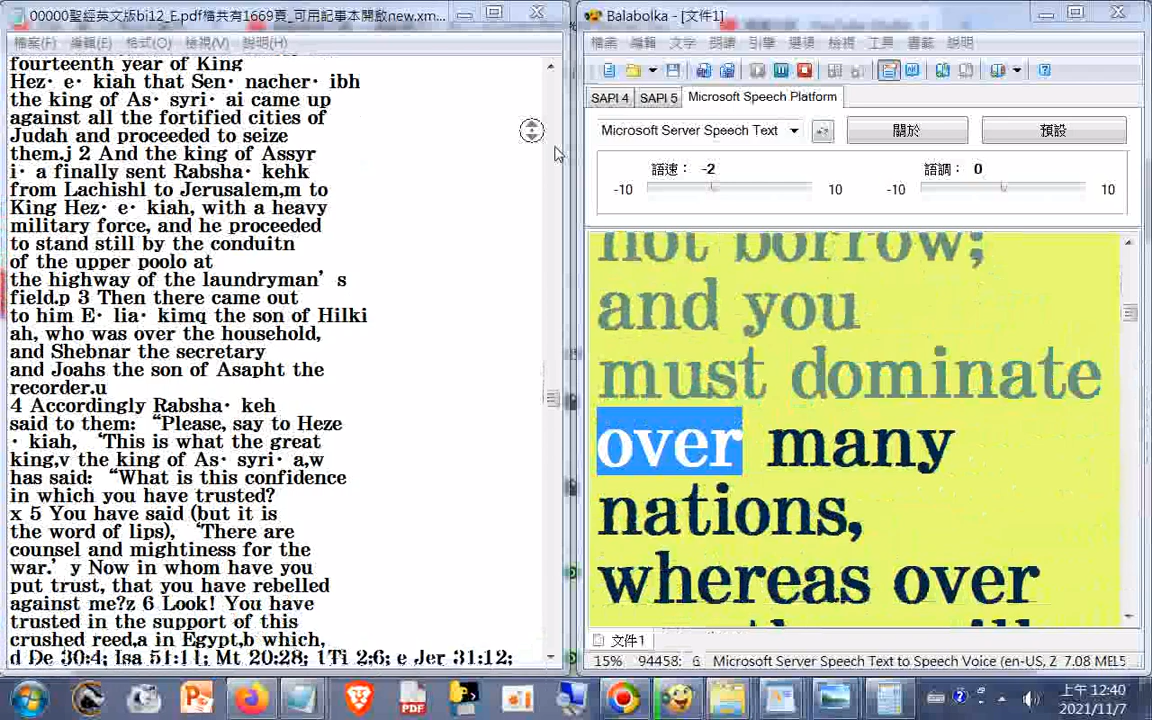 00000聖經英文版bi12_E.pdf檔共有1669頁_可用記事本開啟new.xm...
檔案(F) 編輯(E) 格式(O) 檢視(V) 說明(H)
fourteenth year of King
Hez‧ e‧ kiah that Sen‧ nacher‧ ibh
the king of As‧ syri‧ ai came up
against all the fortified cities of
Judah and proceeded to seize
them.j 2 And the king of Assyr
i‧ a finally sent Rabsha‧ kehk
from Lachishl to Jerusalem,m to
King Hez‧ e‧ kiah, with a heavy
military force, and he proceeded
to stand still by the conduitn
of the upper poolo at
the highway of the laundryman’s
field.p 3 Then there came out
to him E‧ lia‧ kimq the son of Hilki
ah, who was over the household,
and Shebnar the secretary
and Joahs the son of Asapht the
recorder.u
4 Accordingly Rabsha‧ keh
said to them: “Please, say to Heze
‧ kiah, ‘This is what the great
king,v the king of As‧ syri‧ a,w
has said: “What is this confidence
in which you have trusted?
x 5 You have said (but it is
the word of lips), ‘There are
counsel and mightiness for the
war.’ y Now in whom have you
put trust, that you have rebelled
against me?z 6 Look! You have
trusted in the support of this
crushed reed,a in Egypt,b which,
d De 30:4; Isa 51:11; Mt 20:28; 1Ti 2:6; e Jer 31:12;
Balabolka - [文件1]
檔案 編輯 文字 朗讀 引擎 選項 檢視 工具 書籤 說明
SAPI 4 SAPI 5 Microsoft Speech Platform
Microsoft Server Speech Text 關於 預設
語速： -2 語調： 0
-10 10 -10 10
not borrow;
and you
must dominate
over many
nations,
whereas over
文件1
15% 94458: 6 Microsoft Server Speech Text to Speech Voice (en-US, Z 7.08 MB
PDF
上午 12:40
2021/11/7